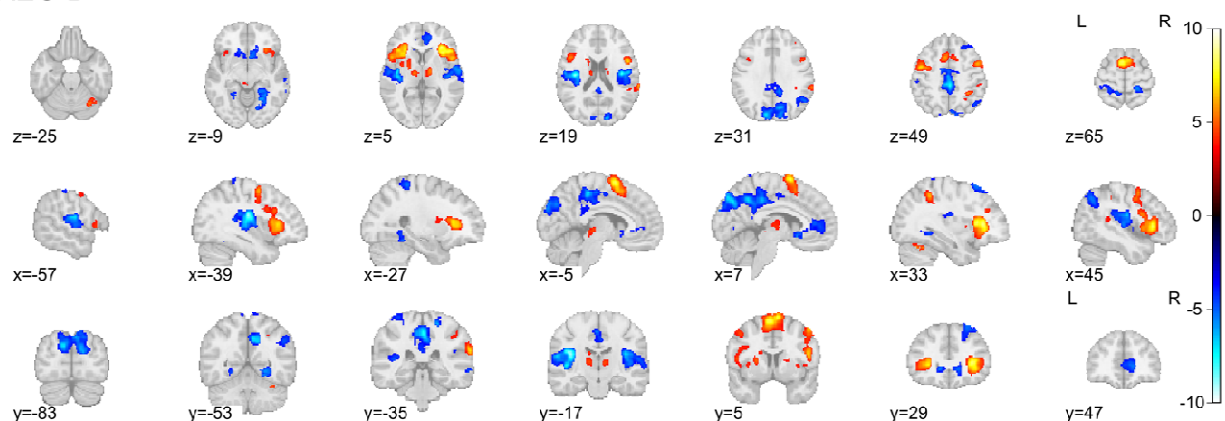 L R 10
z=-25 z=-9 z=5 z=19 z=31 z=49 z=65
5
x=-57 x=-39 x=-27 x=-5 x=7 x=33 x=45
0
L R -5
y=-83 y=-53 y=-35 y=-17 y=5 y=29 y=47
-10